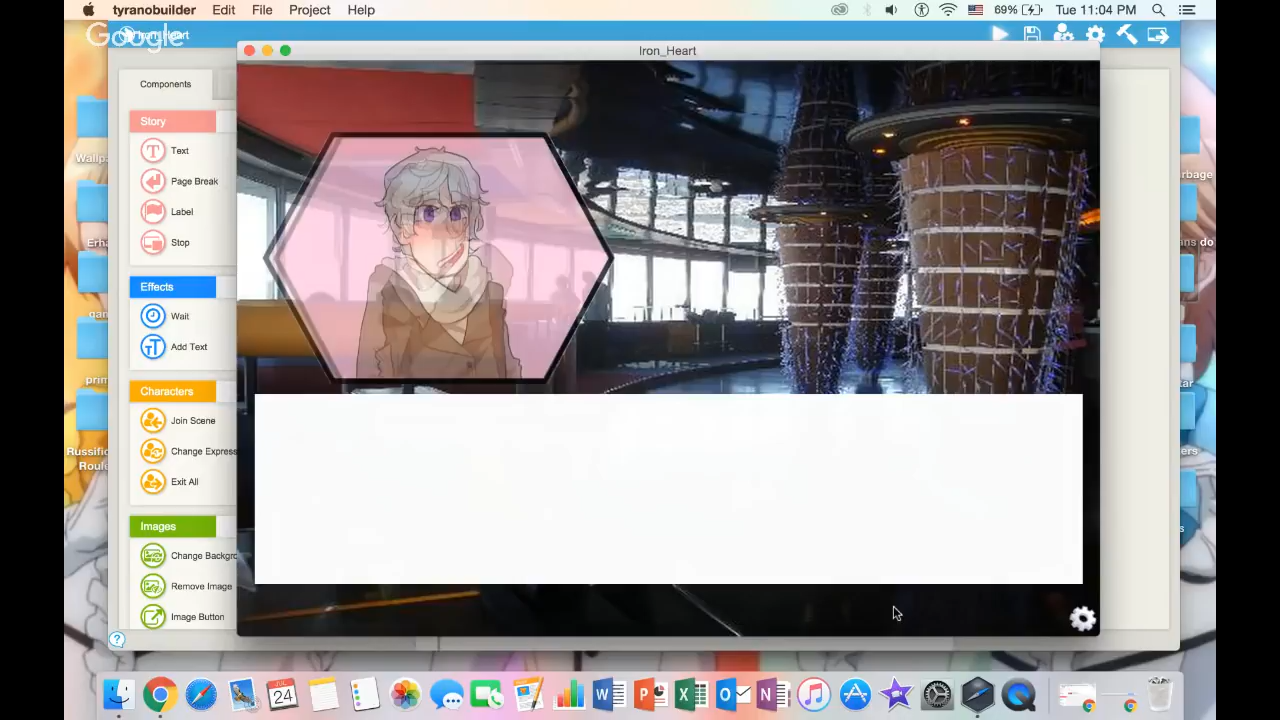 tyranobuilder Edit File Project Help 69% Tue 11:04 PM
Google
Iron_Heart
Components
Story
Text
Page Break
Label
Stop
Effects
Wait
Add Text
Characters
Join Scene
Change Express
Exit All
Images
Change Backgro
Remove Image
Image Button
Wallp
Erha
gan
prim
Russific
Roule
rbage
ans do
tar
ers
s
JUL
24